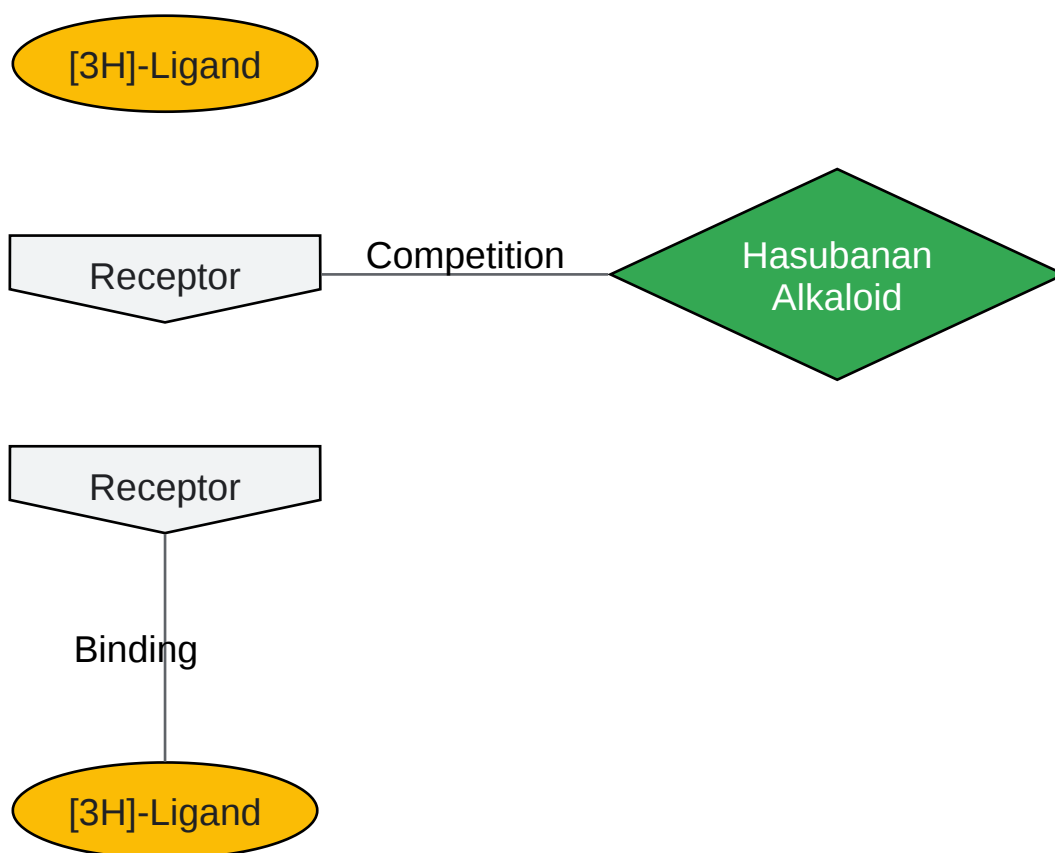 [3H]-Ligand
Receptor
Competition
Hasubanan
Alkaloid
Receptor
Binding
[3H]-Ligand